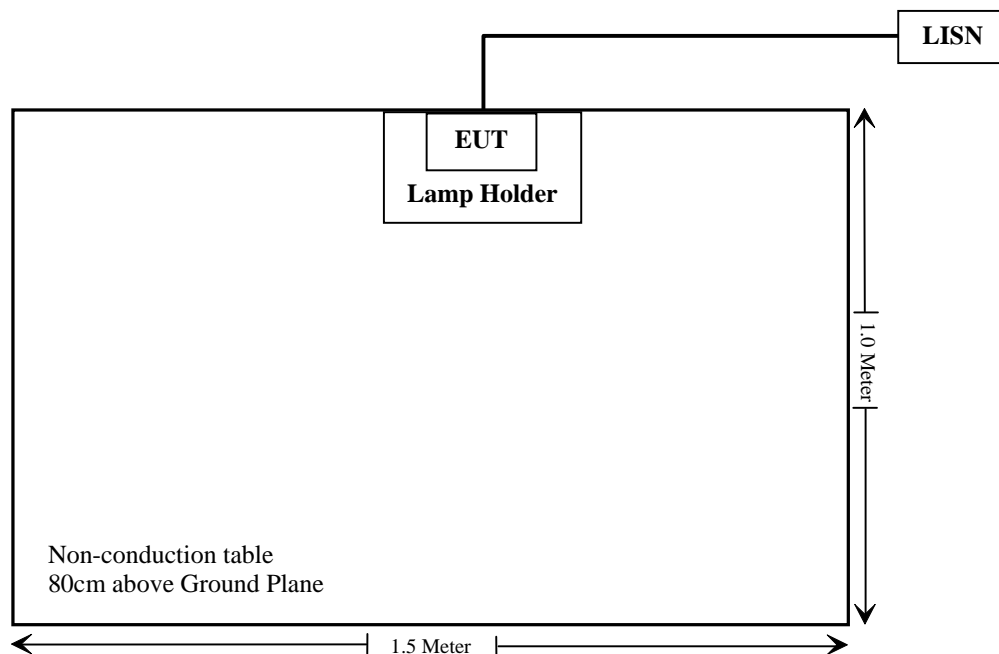 LISN
EUT
Lamp Holder
1.0 Meter
Non-conduction table
80cm above Ground Plane
1.5 Meter